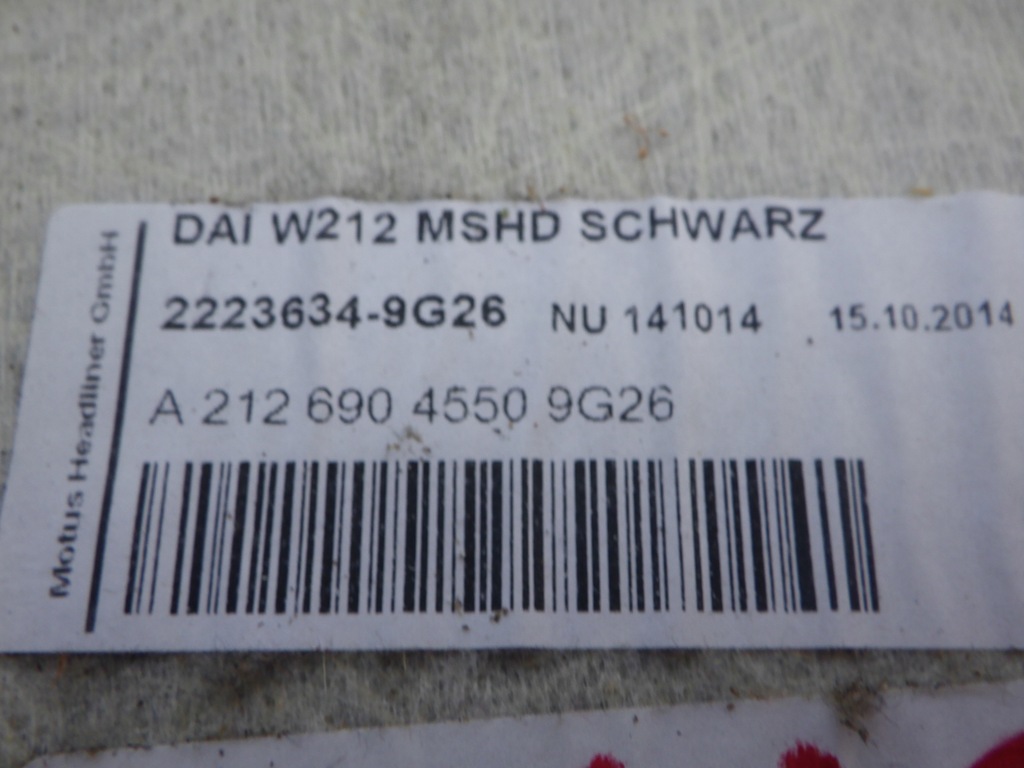 DAI W212 MSHD SCHWARZ
2223634-9G26 NU 141014 15.10.2014
A 212 690 4550 9G26
Motus Headliner GmbH